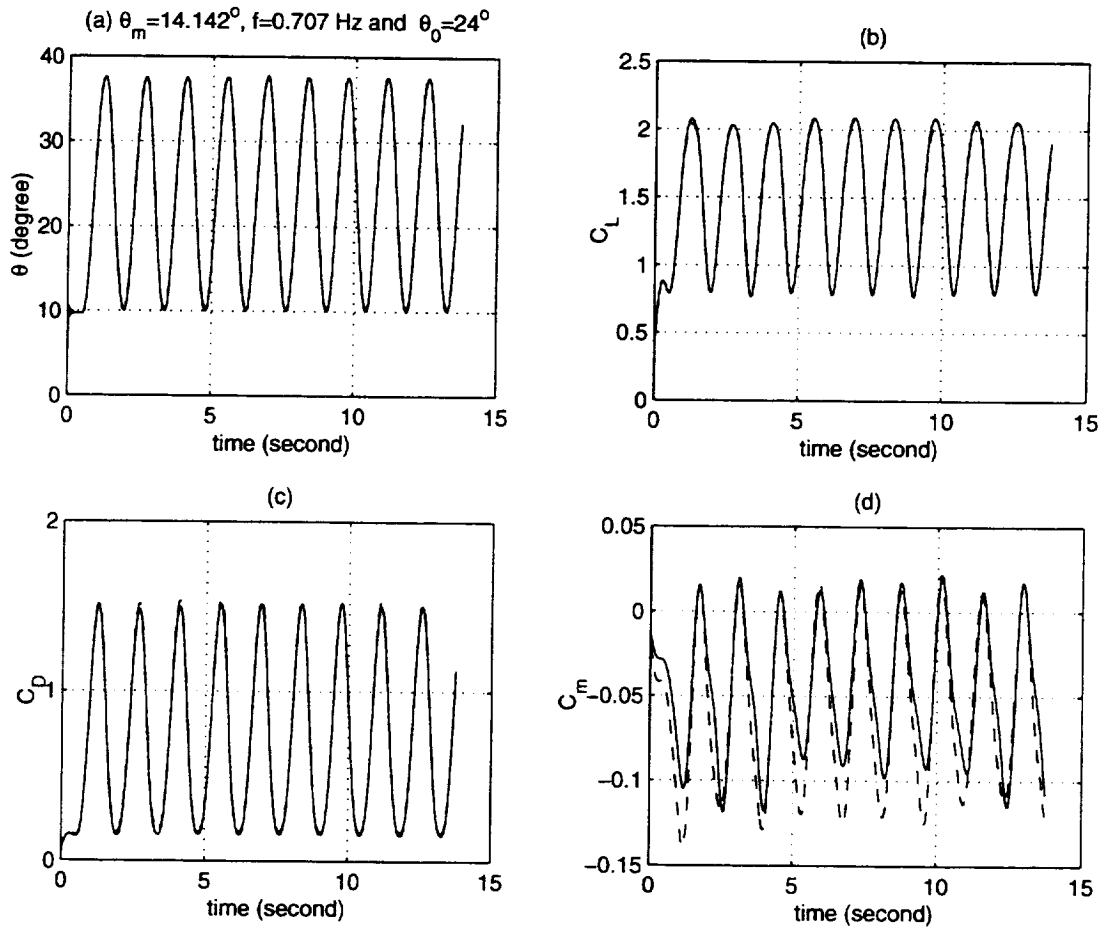 (a) θm=14.142°, f=0.707 Hz and θo=24°
40
30
20
10
0
θ (degree)
0 5 10 15
time (second)
(b)
2.5
2
1.5
1
0.5
0
CL
0 5 10 15
time (second)
(c)
2
1
0
CD
0 5 10 15
time (second)
(d)
0.05
0
−0.05
−0.1
−0.15
Cm
0 5 10 15
time (second)